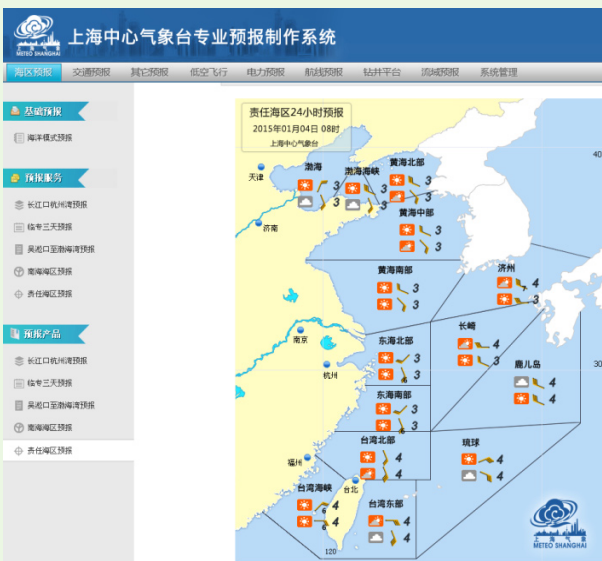 METEO SHANGHAI
上海中心气象台专业预报制作系统
海区预报 交通预报 其它预报 低空飞行 电力预报 航线预报 钻井平台 流域预报 系统管理
基础预报
海洋模式预报
预报服务
长江口杭州湾预报
临专三天预报
吴淞口至渤海湾预报
南海海区预报
责任海区预报
预报产品
长江口杭州湾预报
临专三天预报
吴淞口至渤海湾预报
南海海区预报
责任海区预报
责任海区24小时预报
2015年01月04日 08时
上海中心气象台
40
天津
渤海
3
3
渤海海峡
3
3
黄海北部
3
3
济南
黄海中部
3
3
黄海南部
3
3
济州
4
3
南京
杭州
东海北部
3
6 3
长崎
4
3
鹿儿岛
4
4
30
东海南部
3
6 3
福州
台湾北部
4
4
琉球
4
4
台北
台湾海峡
6 4
6 4
台湾东部
4
4
120
上海气象
METEO SHANGHAI